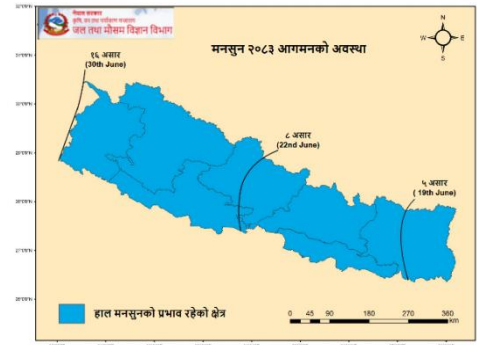 नेपाल सरकार
जल तथा मौसम विज्ञान विभाग
मनसुन २०८३ आगमनको अवस्था
N
W
E
S
१६ असार
(30th June)
८ असार
(22nd June)
५ असार
( 19th June)
हाल मनसुनको प्रभाव रहेको क्षेत्र
0 45 90 180 270 360
km